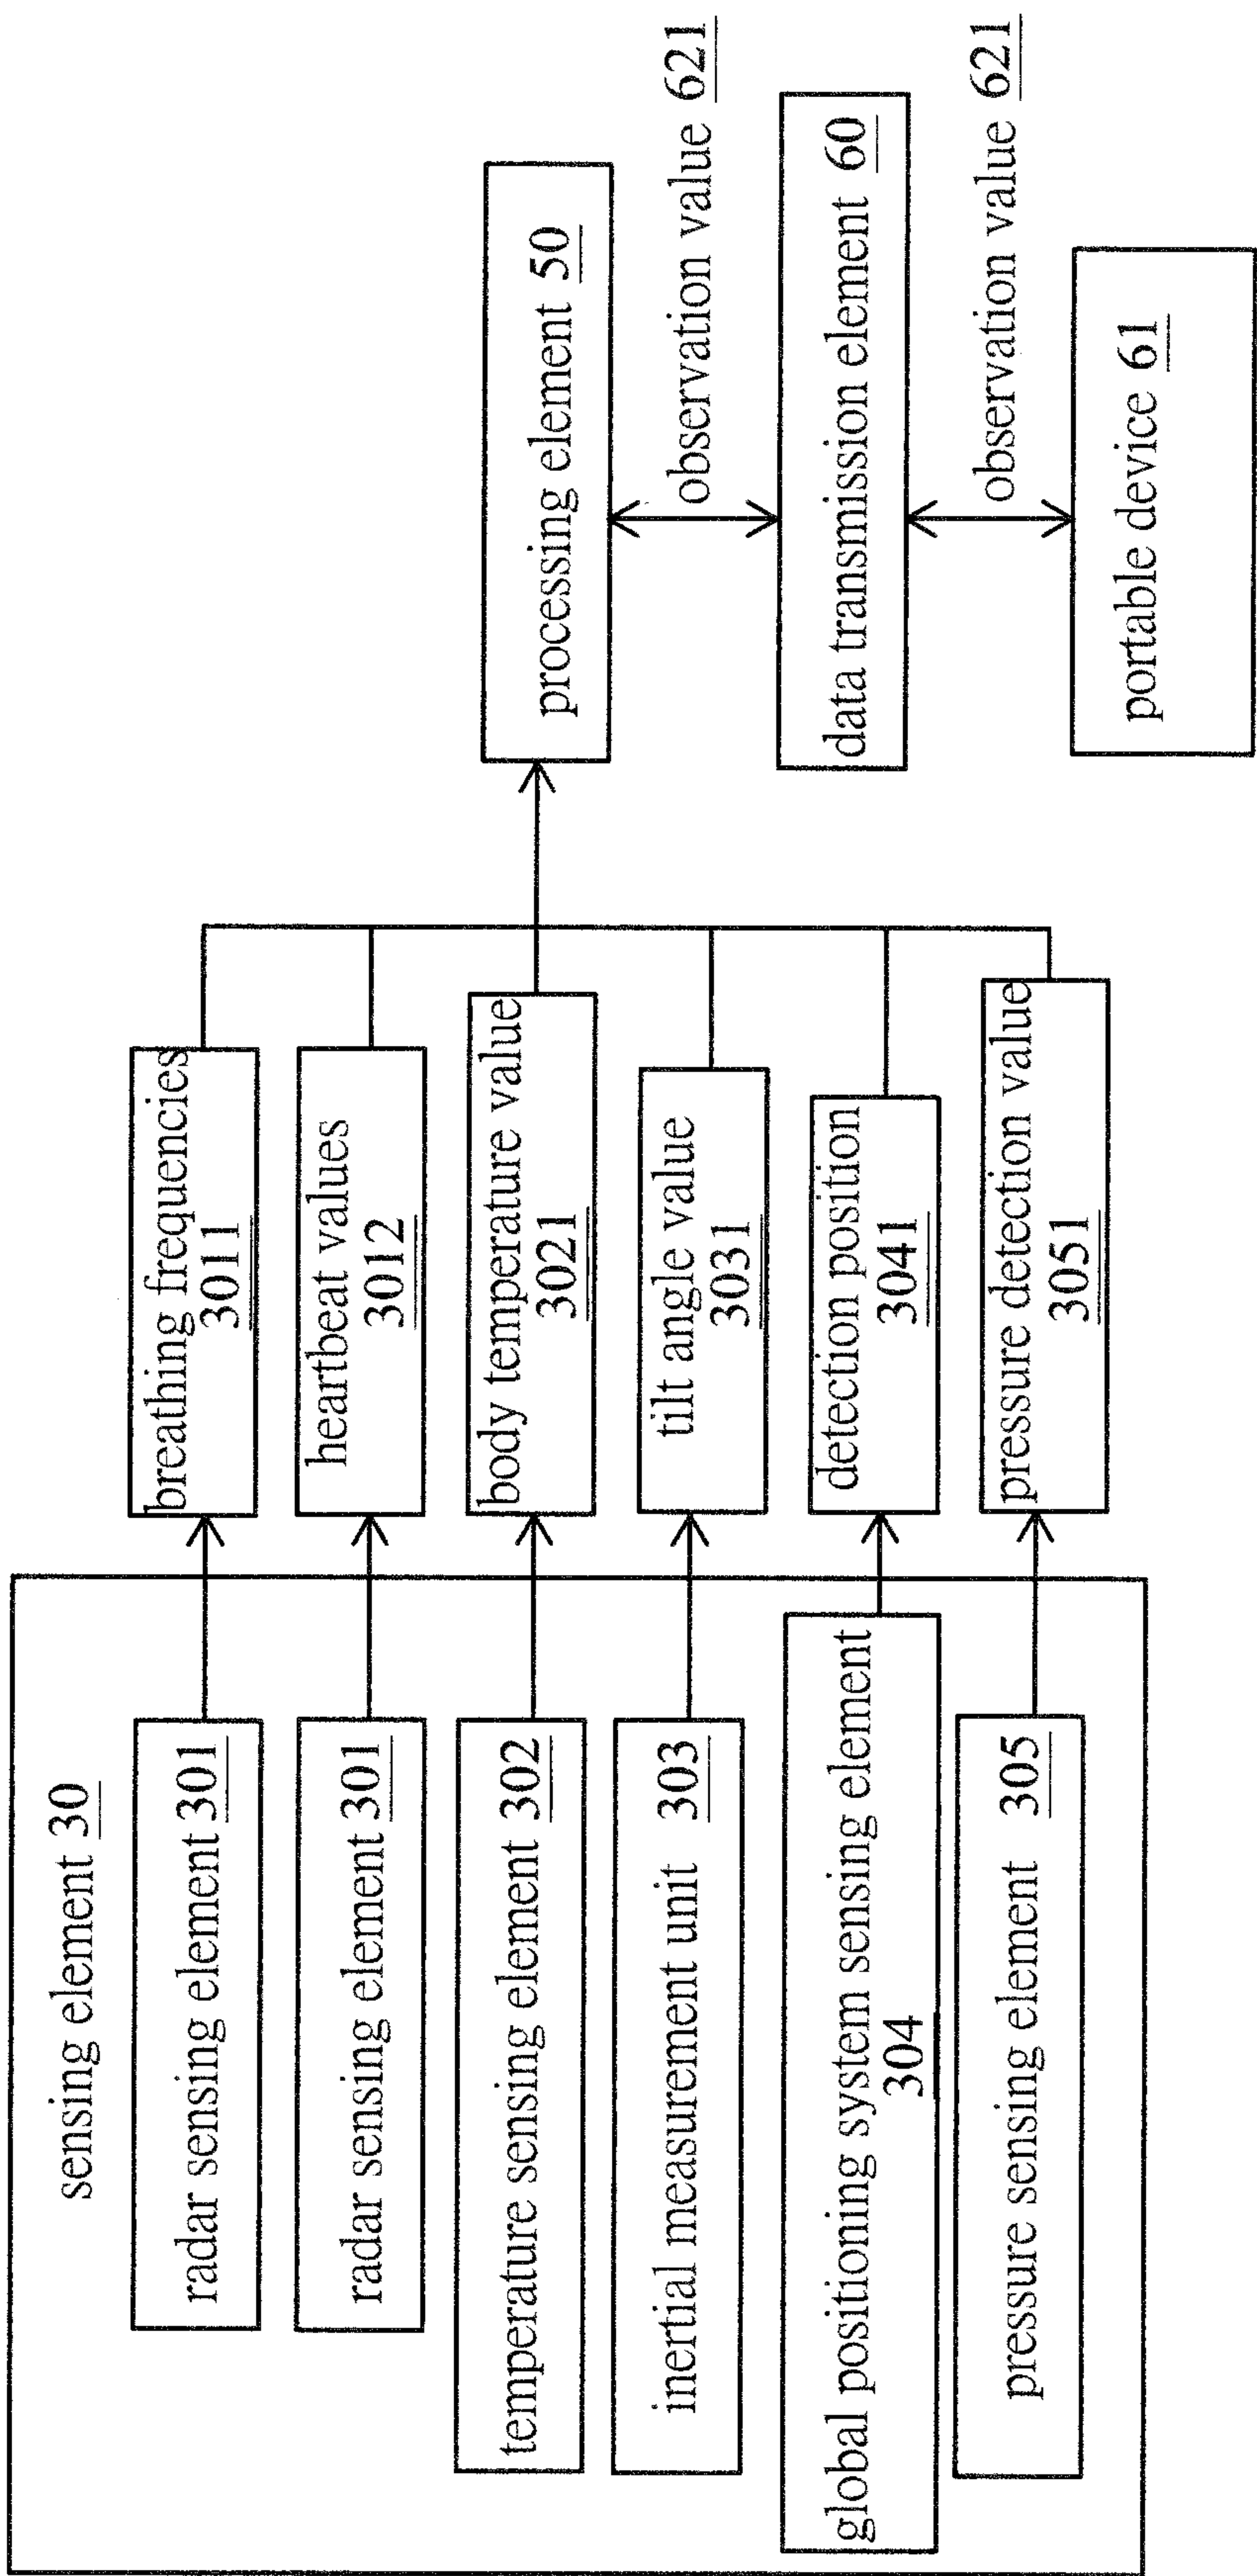 sensing element 30
radar sensing element 301
radar sensing element 301
temperature sensing element 302
inertial measurement unit 303
global positioning system sensing element
304
pressure sensing element 305
breathing frequencies
3011
heartbeat values
3012
body temperature value
3021
tilt angle value
3031
detection position
3041
pressure detection value
3051
processing element 50
observation value 621
data transmission element 60
observation value 621
portable device 61